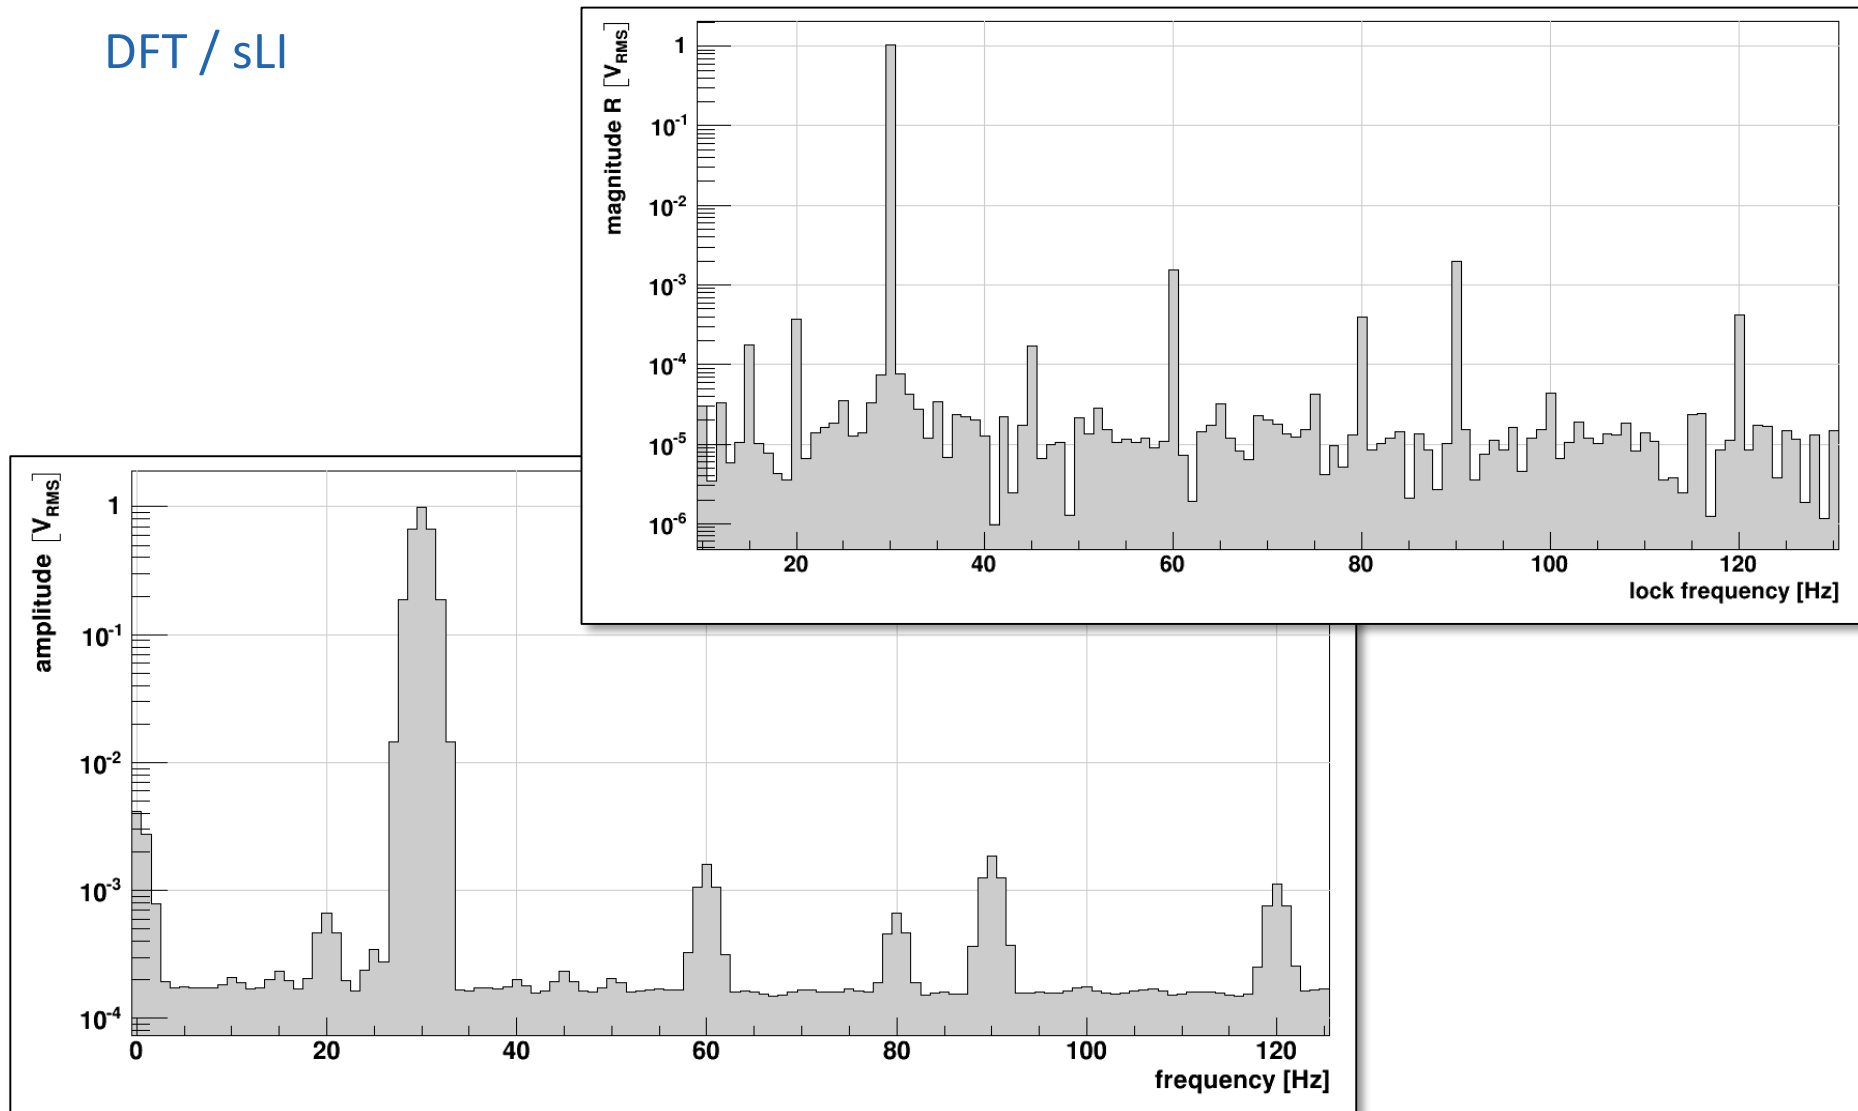 DFT / sLI
magnitude R [V_RMS]
1
10^-1
10^-2
10^-3
10^-4
10^-5
10^-6
20 40 60 80 100 120
lock frequency [Hz]
amplitude [V_RMS]
1
10^-1
10^-2
10^-3
10^-4
0 20 40 60 80 100 120
frequency [Hz]